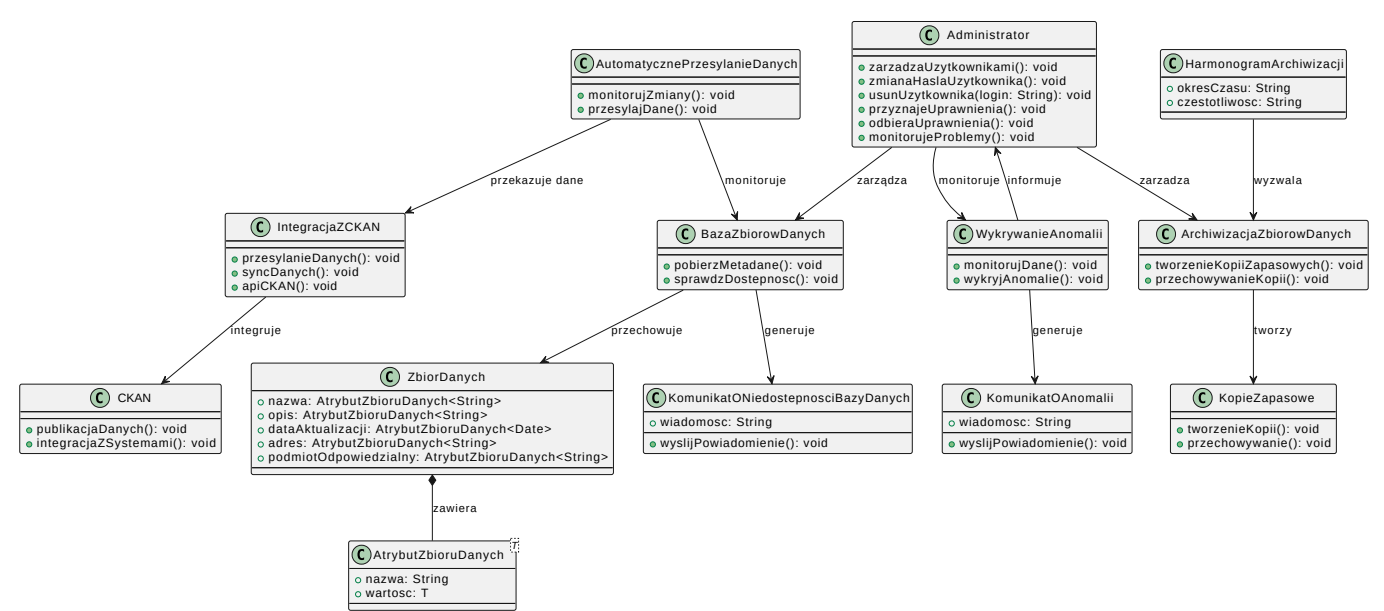 C Administrator
zarzadzaUzytkownikami(): void
zmianaHaslaUzytkownika(): void
usunUzytkownika(login: String): void
przyznajeUprawnienia(): void
odbieraUprawnienia(): void
monitorujeProblemy(): void
C AutomatycznePrzesylanieDanych
monitorujZmiany(): void
przesylajDane(): void
C HarmonogramArchiwizacji
okresCzasu: String
czestotliwosc: String
przekazuje dane
monitoruje
zarządza
monitoruje
informuje
zarzadza
wyzwala
C IntegracjaZCKAN
przesylanieDanych(): void
syncDanych(): void
apiCKAN(): void
C BazaZbiorowDanych
pobierzMetadane(): void
sprawdzDostepnosc(): void
C WykrywanieAnomalii
monitorujDane(): void
wykryjAnomalie(): void
C ArchiwizacjaZbiorowDanych
tworzenieKopiiZapasowych(): void
przechowywanieKopii(): void
integruje
przechowuje
generuje
generuje
tworzy
C CKAN
publikacjaDanych(): void
integracjaZSystemami(): void
C ZbiorDanych
nazwa: AtrybutZbioruDanych<String>
opis: AtrybutZbioruDanych<String>
dataAktualizacji: AtrybutZbioruDanych<Date>
adres: AtrybutZbioruDanych<String>
podmiotOdpowiedzialny: AtrybutZbioruDanych<String>
C KomunikatONiedostepnosciBazyDanych
wiadomosc: String
wyslijPowiadomienie(): void
C KomunikatOAnomalii
wiadomosc: String
wyslijPowiadomienie(): void
C KopieZapasowe
tworzenieKopii(): void
przechowywanie(): void
zawiera
C AtrybutZbioruDanych T
nazwa: String
wartosc: T